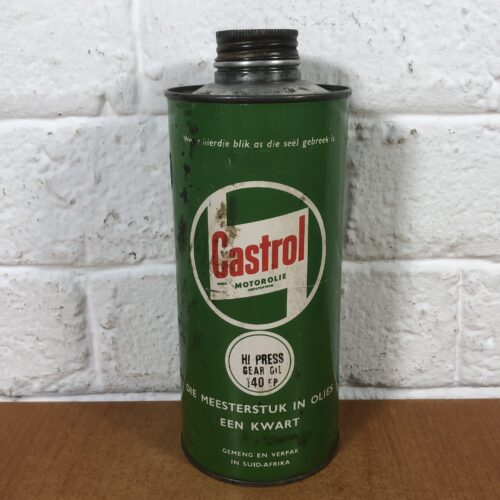 hierdie blik as die seël gebreek is
Castrol
MOTOROLIE
HI PRESS
GEAR OIL
140 EP
DIE MEESTERSTUK IN OLIES
EEN KWART
GEMENG EN VERPAK
IN SUID-AFRIKA